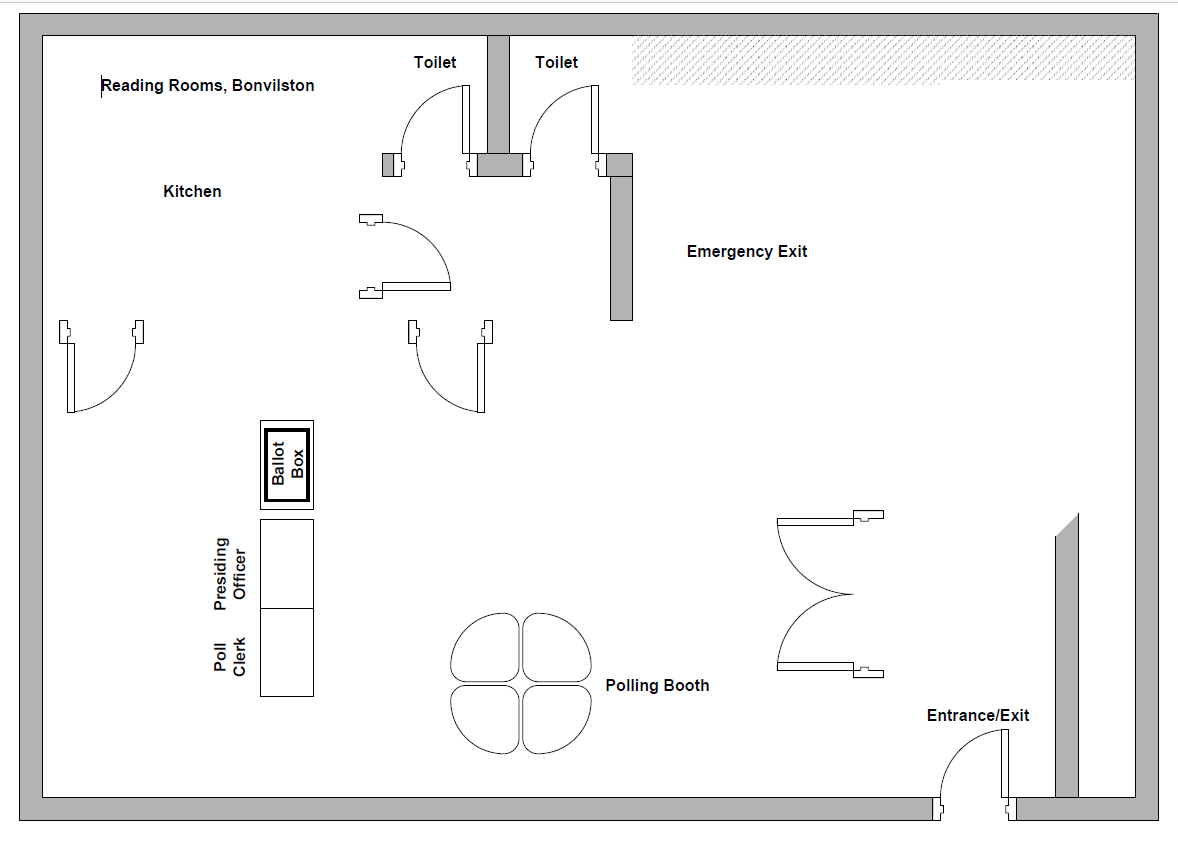 Toilet
Toilet
Reading Rooms, Bonvilston
Kitchen
Emergency Exit
Ballot
Box
Presiding
Officer
Poll
Clerk
Polling Booth
Entrance/Exit